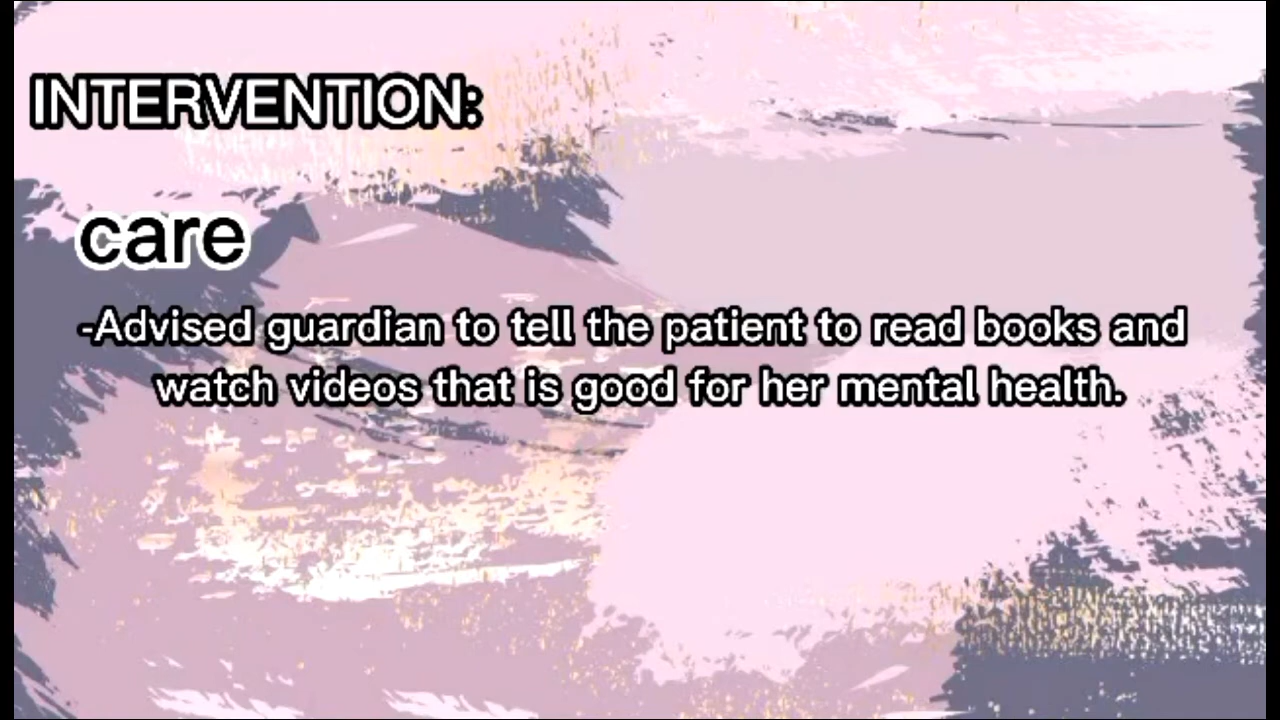 INTERVENTION:
care
-Advised guardian to tell the patient to read books and
watch videos that is good for her mental health.